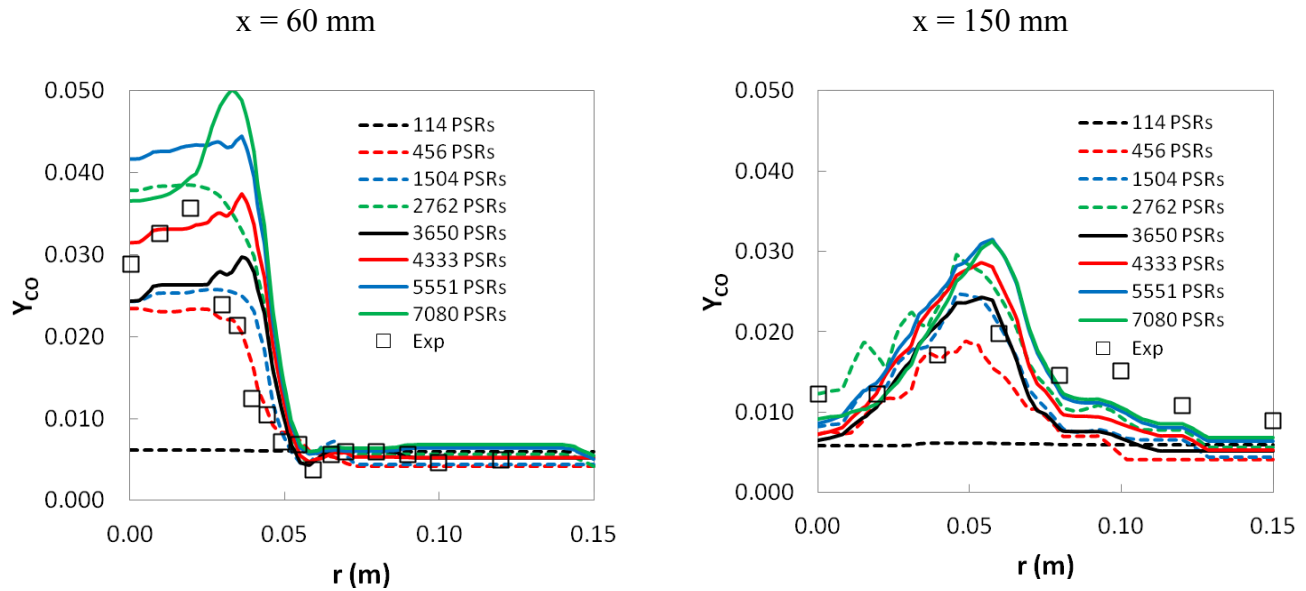 x = 60 mm
0.050
0.040
0.030
0.020
0.010
0.000
Y_CO
0.00
0.05
0.10
0.15
r (m)
114 PSRs
456 PSRs
1504 PSRs
2762 PSRs
3650 PSRs
4333 PSRs
5551 PSRs
7080 PSRs
Exp
x = 150 mm
0.050
0.040
0.030
0.020
0.010
0.000
Y_CO
0.00
0.05
0.10
0.15
r (m)
114 PSRs
456 PSRs
1504 PSRs
2762 PSRs
3650 PSRs
4333 PSRs
5551 PSRs
7080 PSRs
Exp